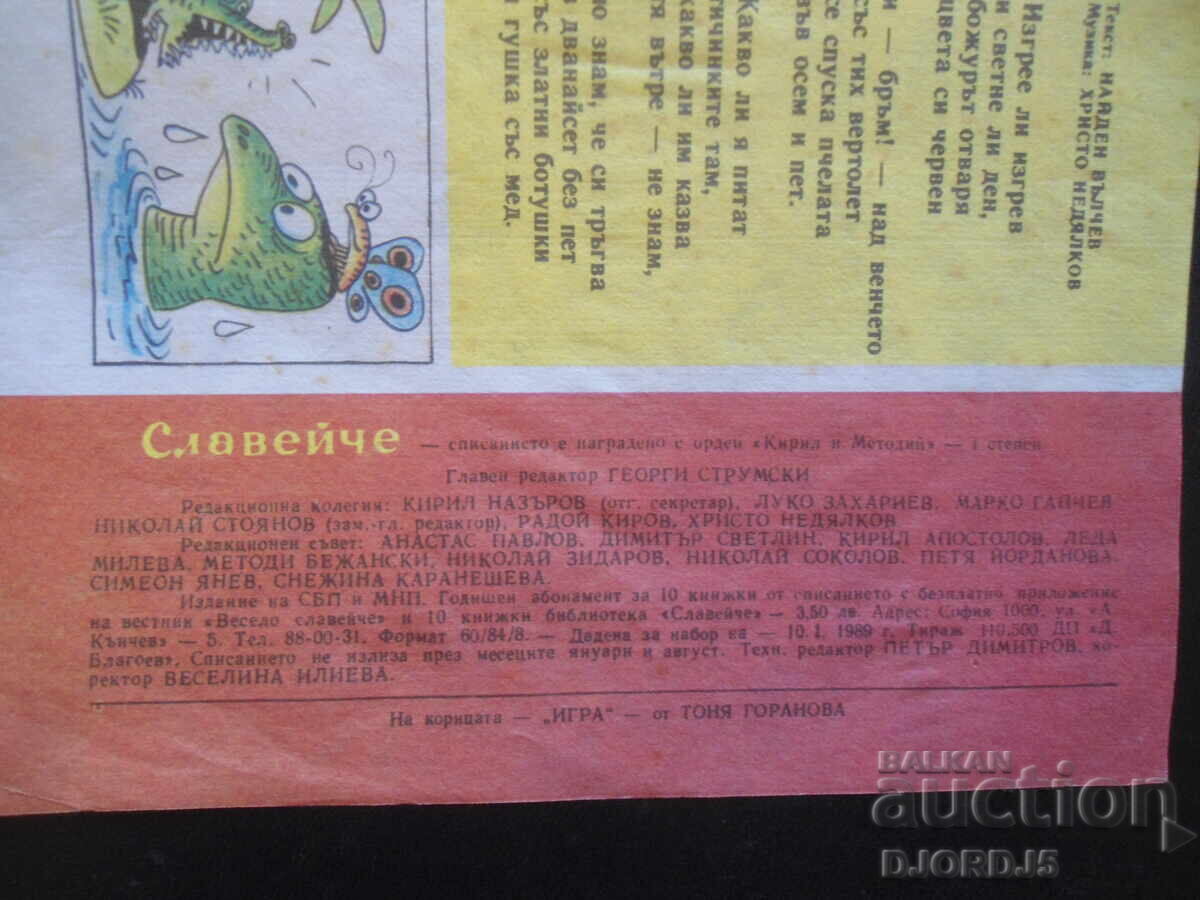 Текст: НАЙДЕН ВЪЛЧЕВ
Музика: ХРИСТО НЕДЯЛКОВ
Изгрее ли изгрев
и светне ли ден,
божурът отваря
цвета си червен
— бръм! — над венчето
със тих вертолет
се спуска пчелата
във осем и пет.
Какво ли я питат
тичинките там,
какво ли им казва
тя вътре — не знам,
но знам, че си тръгва
в дванайсет без пет
със златни ботушки
и гушка със мед.
Славейче — списанието е наградено с орден «Кирил и Методий» — I степен
Главен редактор ГЕОРГИ СТРУМСКИ
Редакционна колегия: КИРИЛ НАЗЪРОВ (отг. секретар), ЛУКО ЗАХАРИЕВ, МАРКО ГАНЧЕВ
НИКОЛАЙ СТОЯНОВ (зам.-гл. редактор), РАДОЙ КИРОВ, ХРИСТО НЕДЯЛКОВ
Редакционен съвет: АНАСТАС ПАВЛОВ, ДИМИТЪР СВЕТЛИН, КИРИЛ АПОСТОЛОВ, ЛЕДА
МИЛЕВА, МЕТОДИ БЕЖАНСКИ, НИКОЛАЙ ЗИДАРОВ, НИКОЛАЙ СОКОЛОВ, ПЕТЯ ЙОРДАНОВА,
СИМЕОН ЯНЕВ, СНЕЖИНА КАРАНЕШЕВА.
Издание на СБП и МНП. Годишен абонамент за 10 книжки от списанието с безплатно приложение
на вестник «Весело славейче» и 10 книжки библиотека «Славейче» — 3,50 лв. Адрес: София 1000, ул. «А.
Кънчев» — 5. Тел. 88-00-31. Формат 60/84/8. — Дадена за набор на — 10.I. 1989 г. Тираж 110,500 ДП «Д.
Благоев». Списанието не излиза през месеците януари и август. Техн. редактор ПЕТЪР ДИМИТРОВ, ко-
ректор ВЕСЕЛИНА ИЛИЕВА.
На корицата — „ИГРА“ — от ТОНЯ ГОРАНОВА
BALKAN
auction
DJORDJ5